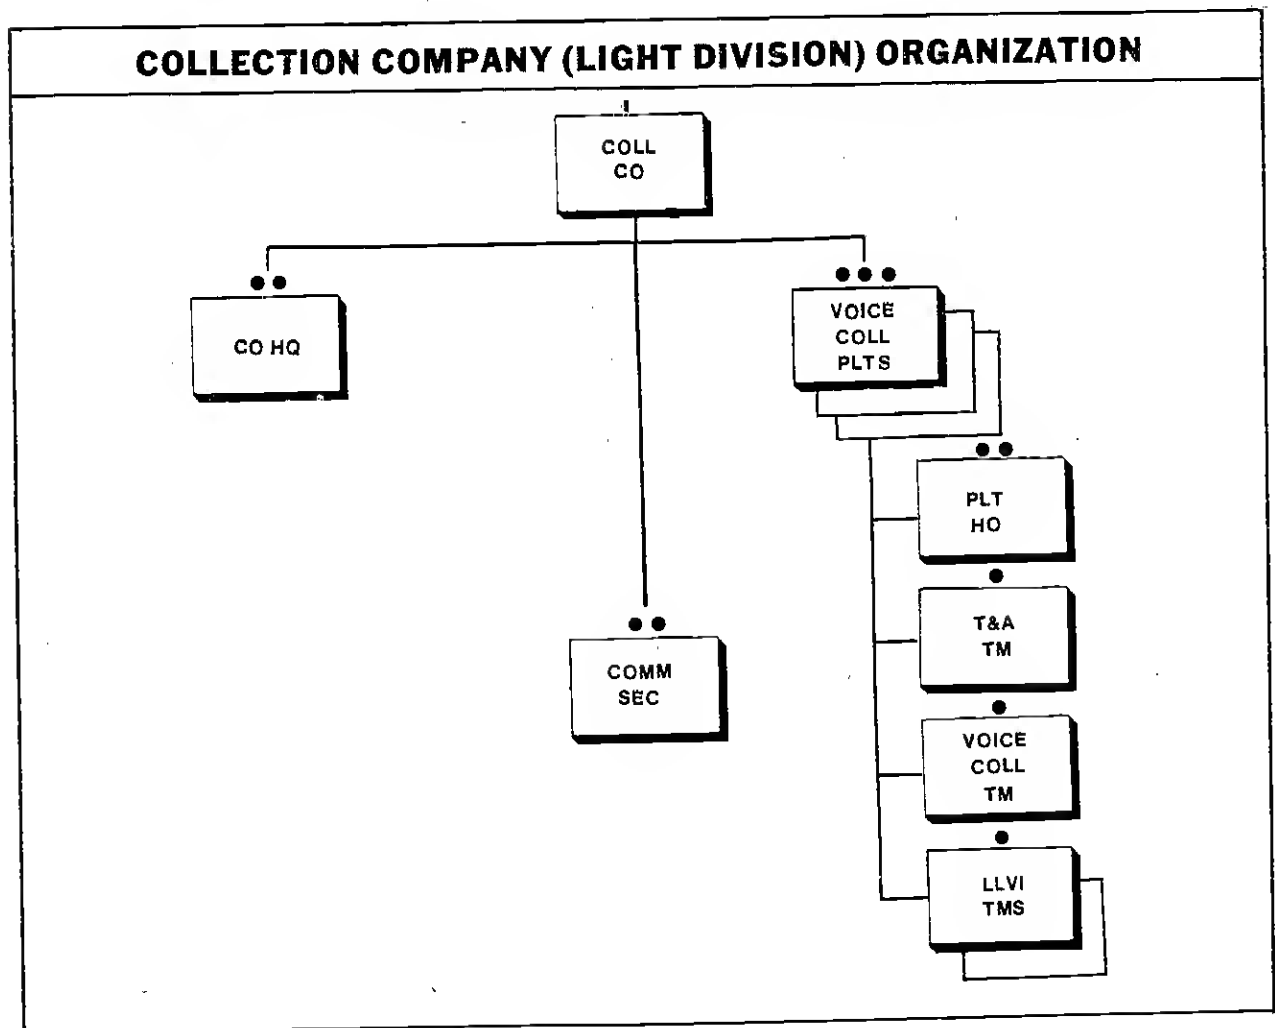 COLLECTION COMPANY (LIGHT DIVISION) ORGANIZATION
COLL
CO
CO HQ
VOICE
COLL
PLTS
PLT
HO
T&A
TM
COMM
SEC
VOICE
COLL
TM
LLVI
TMS